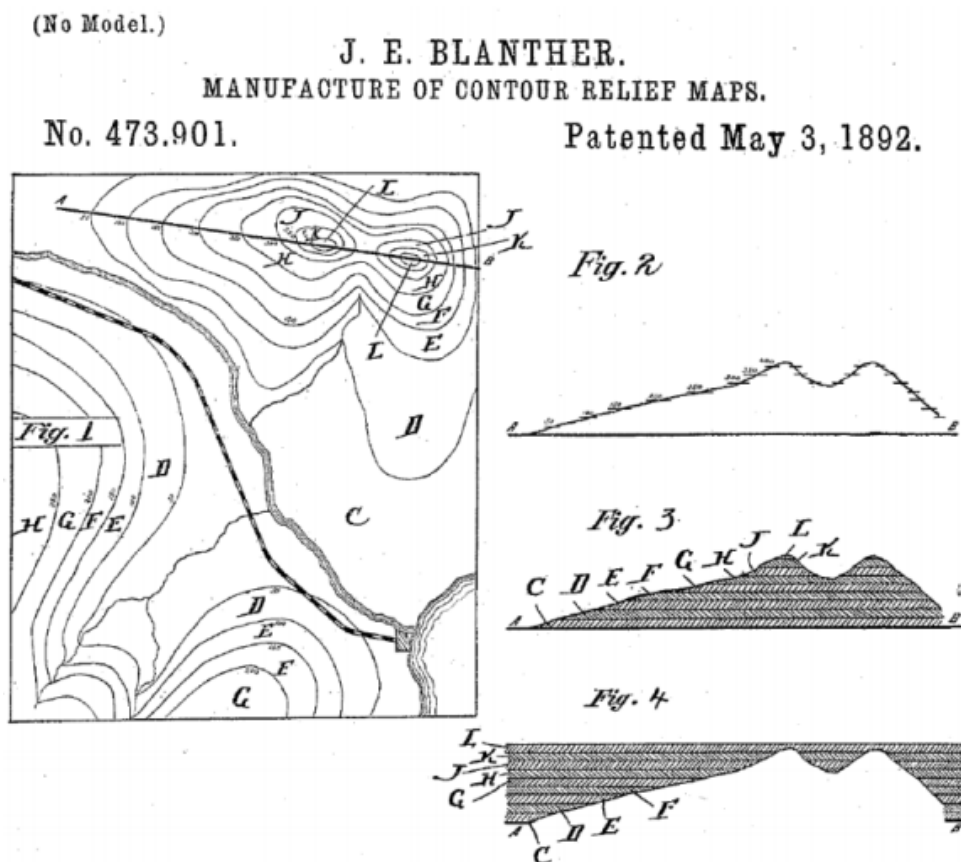 (No Model.)
J. E. BLANTHER.
MANUFACTURE OF CONTOUR RELIEF MAPS.
No. 473.901.
Patented May 3, 1892.
A
J
L
J
K
B
H
H
G
F
E
L
Fig. 1
D
D
H
G
F
E
C
D
E
F
G
Fig. 2
A
B
Fig. 3
C
D
E
F
G
H
J
L
K
A
B
Fig. 4
L
K
J
H
G
A
C
D
E
F
B